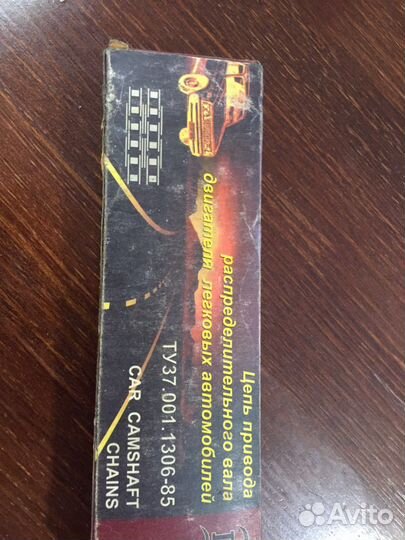 Цепь привода
распределительного вала
двигателя легковых автомобилей
ТУ37.001.1306-85
CAR CAMSHAFT
CHAINS
Avito